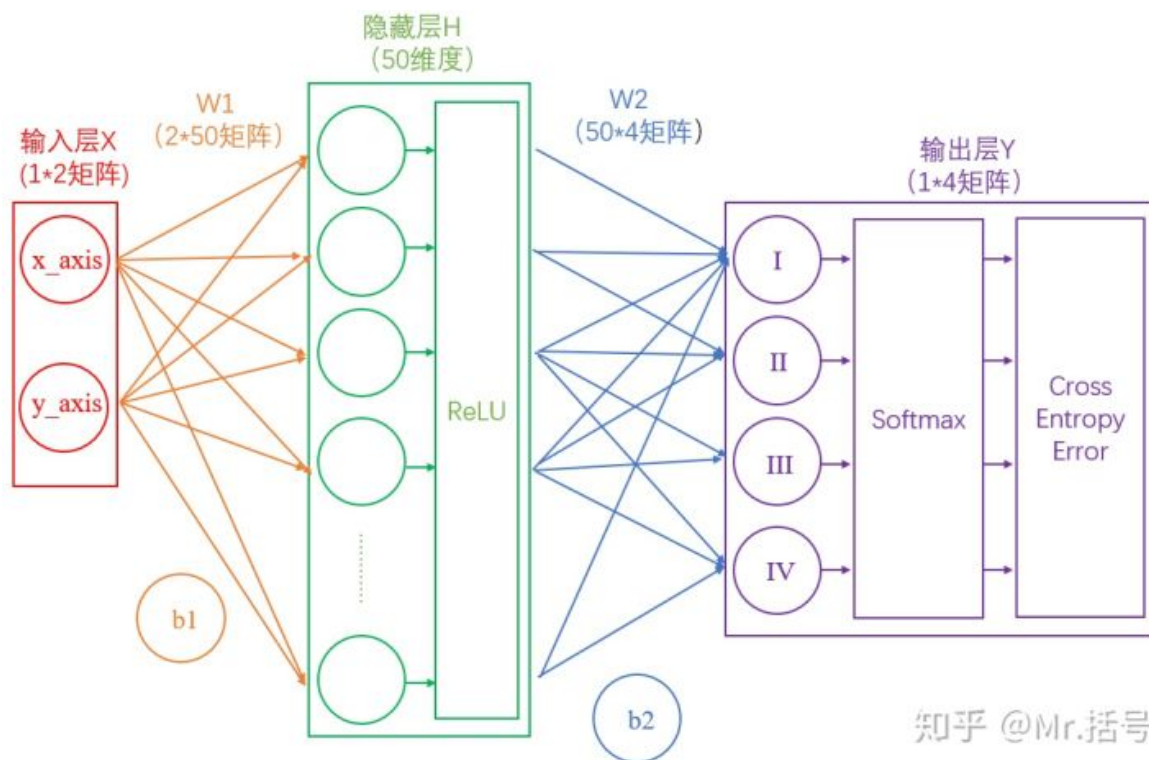 隐藏层H
（50维度）
W1
（2*50矩阵）
W2
（50*4矩阵）
输入层X
(1*2矩阵)
输出层Y
（1*4矩阵）
x_axis
y_axis
ReLU
I
II
III
IV
Softmax
Cross
Entropy
Error
b1
b2
知乎 @Mr.括号